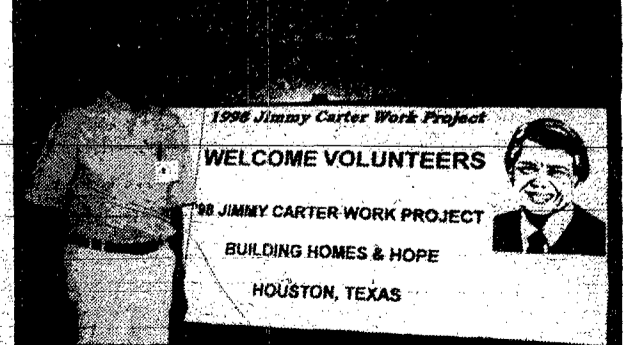 1998 Jimmy Carter Work Project
WELCOME VOLUNTEERS
'98 JIMMY CARTER WORK PROJECT
BUILDING HOMES & HOPE
HOUSTON, TEXAS